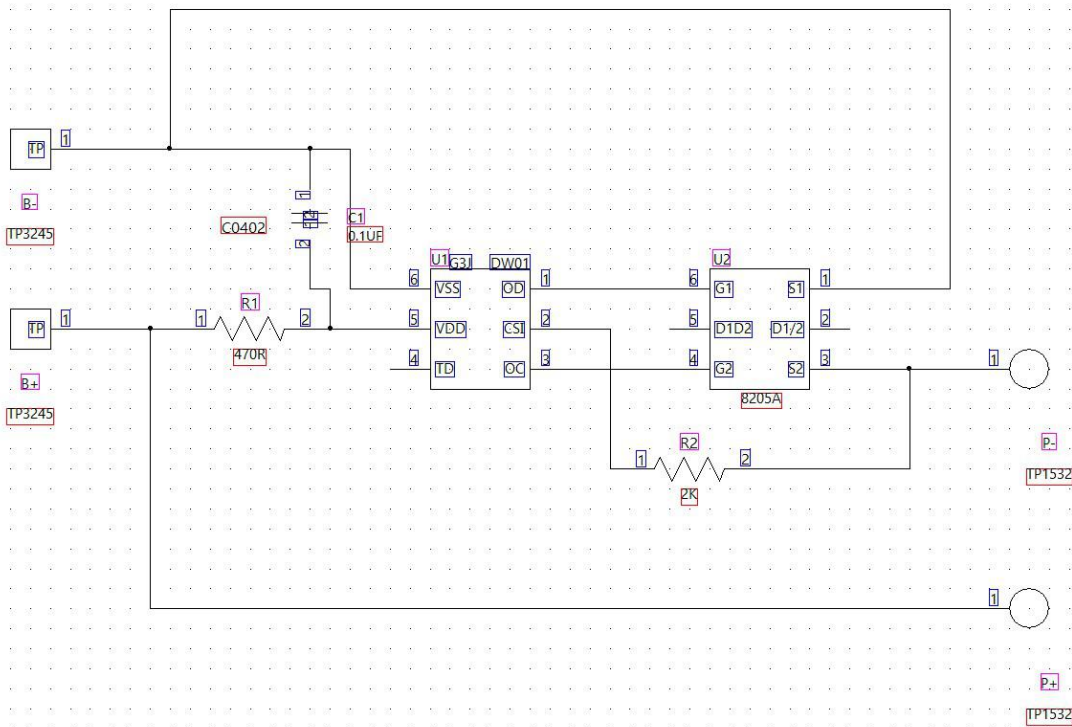 TP 1
B-
TP3245
1
C0402
2
C1
0.1UF
TP 1
B+
TP3245
1 R1 2
470R
U1 G3J DW01
6 VSS OD 1
5 VDD CSI 2
4 TD OC 3
U2
6 G1 S1 1
5 D1D2 D1/2 2
4 G2 S2 3
8205A
1
P-
TP1532
R2
1 2
2K
1
P+
TP1532